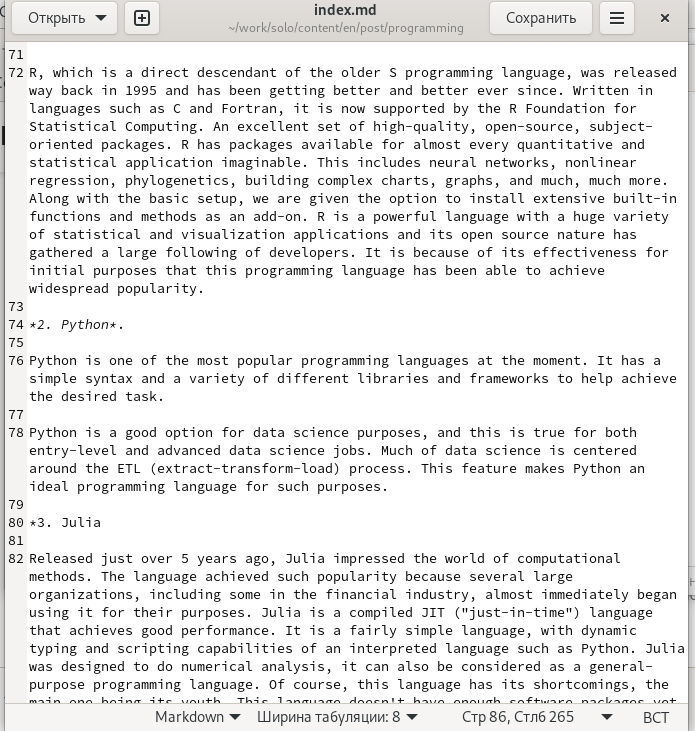 Открыть
index.md
~/work/solo/content/en/post/programming
Сохранить
71
72 R, which is a direct descendant of the older S programming language, was released
way back in 1995 and has been getting better and better ever since. Written in
languages such as C and Fortran, it is now supported by the R Foundation for
Statistical Computing. An excellent set of high-quality, open-source, subject-
oriented packages. R has packages available for almost every quantitative and
statistical application imaginable. This includes neural networks, nonlinear
regression, phylogenetics, building complex charts, graphs, and much, much more.
Along with the basic setup, we are given the option to install extensive built-in
functions and methods as an add-on. R is a powerful language with a huge variety
of statistical and visualization applications and its open source nature has
gathered a large following of developers. It is because of its effectiveness for
initial purposes that this programming language has been able to achieve
widespread popularity.
73
74 *2. Python*.
75
76 Python is one of the most popular programming languages at the moment. It has a
simple syntax and a variety of different libraries and frameworks to help achieve
the desired task.
77
78 Python is a good option for data science purposes, and this is true for both
entry-level and advanced data science jobs. Much of data science is centered
around the ETL (extract-transform-load) process. This feature makes Python an
ideal programming language for such purposes.
79
80 *3. Julia
81
82 Released just over 5 years ago, Julia impressed the world of computational
methods. The language achieved such popularity because several large
organizations, including some in the financial industry, almost immediately began
using it for their purposes. Julia is a compiled JIT ("just-in-time") language
that achieves good performance. It is a fairly simple language, with dynamic
typing and scripting capabilities of an interpreted language such as Python. Julia
was designed to do numerical analysis, it can also be considered as a general-
purpose programming language. Of course, this language has its shortcomings, the
main one being its youth. This language doesn't have enough software packages yet
Markdown Ширина табуляции: 8 Стр 86, Стлб 265 ВСТ